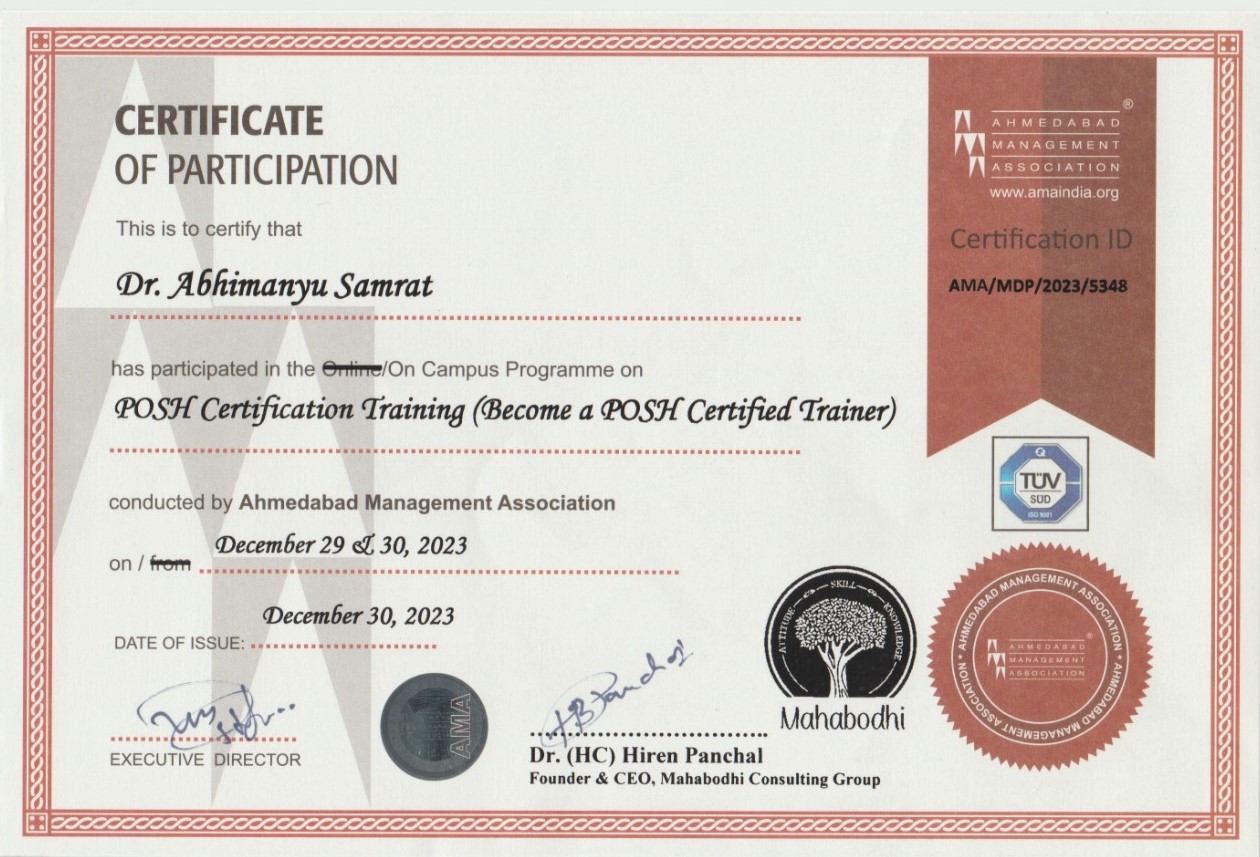 CERTIFICATE
OF PARTICIPATION
This is to certify that
Dr. Abhimanyu Samrat
has participated in the Online/On Campus Programme on
POSH Certification Training (Become a POSH Certified Trainer)
conducted by Ahmedabad Management Association
on / from December 29 & 30, 2023
DATE OF ISSUE: December 30, 2023
EXECUTIVE DIRECTOR
AMA
Dr. (HC) Hiren Panchal
Founder & CEO, Mahabodhi Consulting Group
ATTITUDE SKILL KNOWLEDGE
Mahabodhi
AHMEDABAD ®
MANAGEMENT
ASSOCIATION
www.amaindia.org
Certification ID
AMA/MDP/2023/5348
Q
TÜV
SÜD
ISO 9001
AHMEDABAD MANAGEMENT ASSOCIATION * AHMEDABAD MANAGEMENT ASSOCIATION *
AHMEDABAD ®
MANAGEMENT
ASSOCIATION